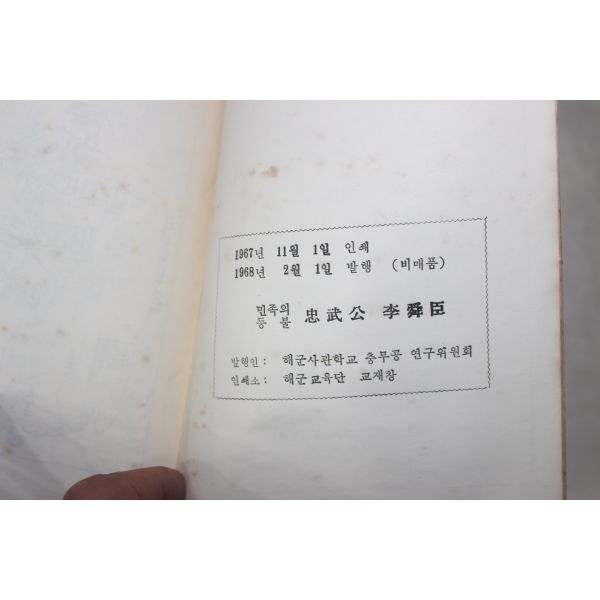 1967년 11월 1일 인쇄
1968년 2월 1일 발행 (비매품)
민족의
등 불 忠武公 李舜臣
발행인: 해군사관학교 충무공 연구위원회
인쇄소: 해군교육단 교재창